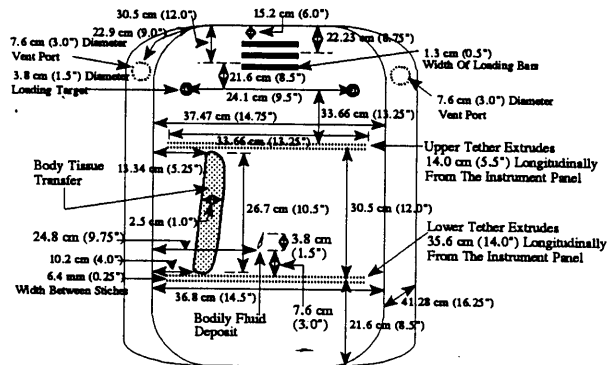 15.2 cm (6.0")
30.5 cm (12.0")
22.9 cm (9.0")
22.23 cm (8.75")
7.6 cm (3.0") Diameter
Vent Port
1.3 cm (0.5")
Width Of Loading Bars
3.8 cm (1.5") Diameter
Loading Target
21.6 cm (8.5")
24.1 cm (9.5")
7.6 cm (3.0") Diameter
Vent Port
37.47 cm (14.75")
33.66 cm (13.25")
33.66 cm (13.25")
Upper Tether Extrudes
14.0 cm (5.5") Longitudinally
From The Instrument Panel
Body Tissue
Transfer
13.34 cm (5.25")
2.5 cm (1.0")
26.7 cm (10.5")
30.5 cm (12.0")
24.8 cm (9.75")
3.8 cm
(1.5")
Lower Tether Extrudes
35.6 cm (14.0") Longitudinally
From The Instrument Panel
10.2 cm (4.0")
6.4 mm (0.25")
Width Between Stiches
36.8 cm (14.5")
Bodily Fluid
Deposit
7.6 cm
(3.0")
41.28 cm (16.25")
21.6 cm (8.5")